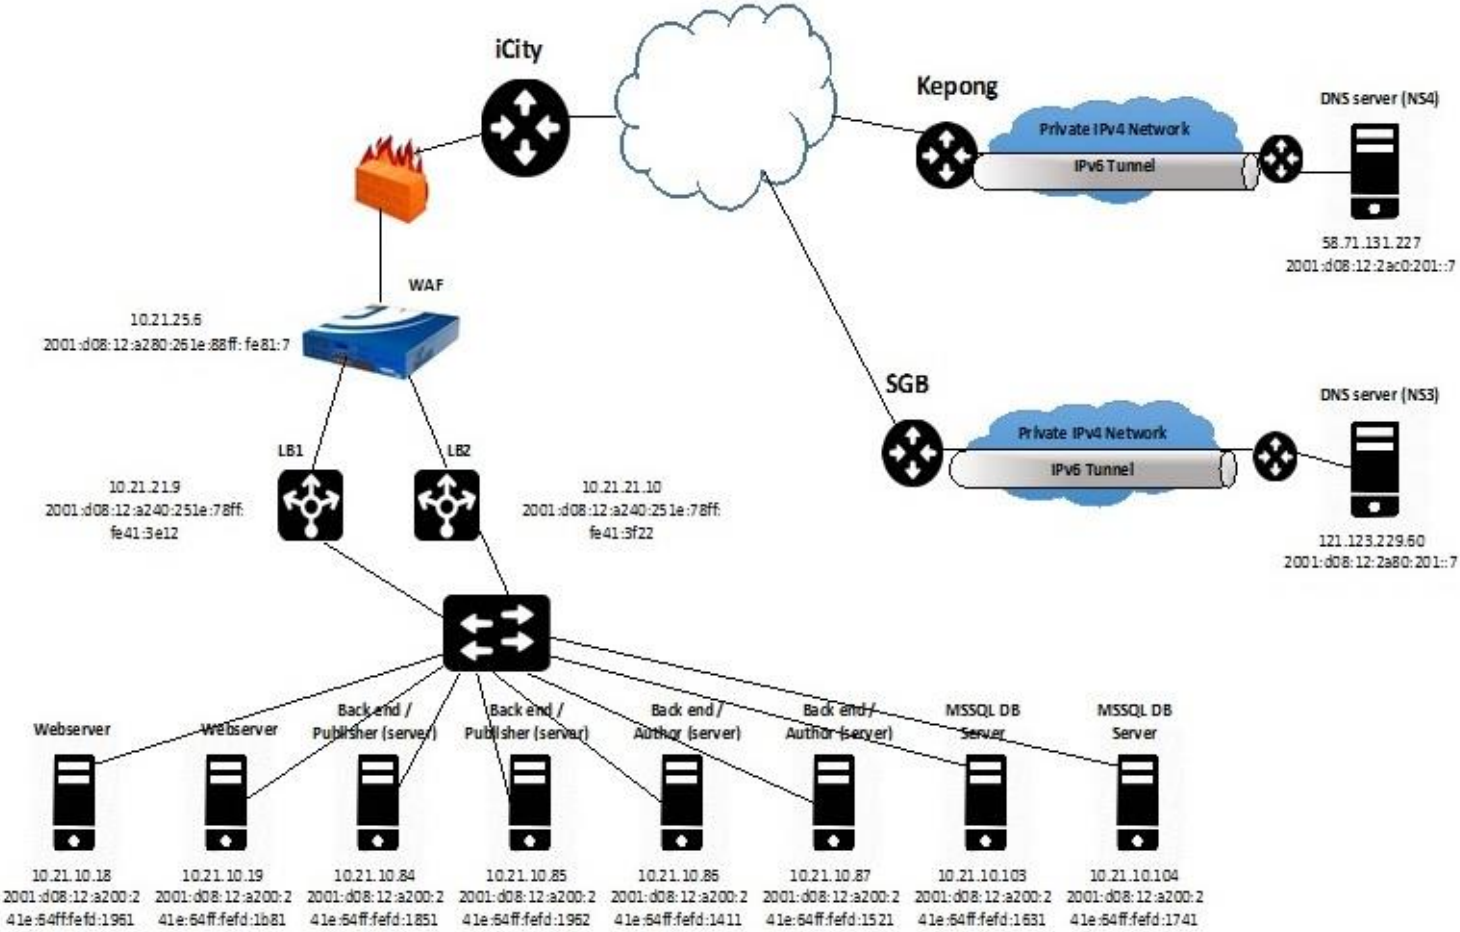 iCity
Kepong
DNS server (NS4)
Private IPv4 Network
IPv6 Tunnel
58.71.131.227
2001:d08:12:2ac0:201::7
WAF
10.21.25.6
2001:d08:12:a280:261e:88ff:fe81:7
SGB
DNS server (NS3)
Private IPv4 Network
IPv6 Tunnel
121.123.229.60
2001:d08:12:2a80:201::7
LB1
LB2
10.21.21.9
2001:d08:12:a240:251e:78ff:
fe41:3e12
10.21.21.10
2001:d08:12:a240:251e:78ff:
fe41:3f22
Webserver
Webserver
Back end /
Publisher (server)
Back end /
Publisher (server)
Back end /
Author (server)
Back end /
Author (server)
MSSQL DB
Server
MSSQL DB
Server
10.21.10.18
2001:d08:12:a200:2
41e:64ff:fefd:1961
10.21.10.19
2001:d08:12:a200:2
41e:64ff:fefd:1b81
10.21.10.84
2001:d08:12:a200:2
41e:64ff:fefd:1851
10.21.10.85
2001:d08:12:a200:2
41e:64ff:fefd:1962
10.21.10.86
2001:d08:12:a200:2
41e:64ff:fefd:1411
10.21.10.87
2001:d08:12:a200:2
41e:64ff:fefd:1521
10.21.10.103
2001:d08:12:a200:2
41e:64ff:fefd:1631
10.21.10.104
2001:d08:12:a200:2
41e:64ff:fefd:1741